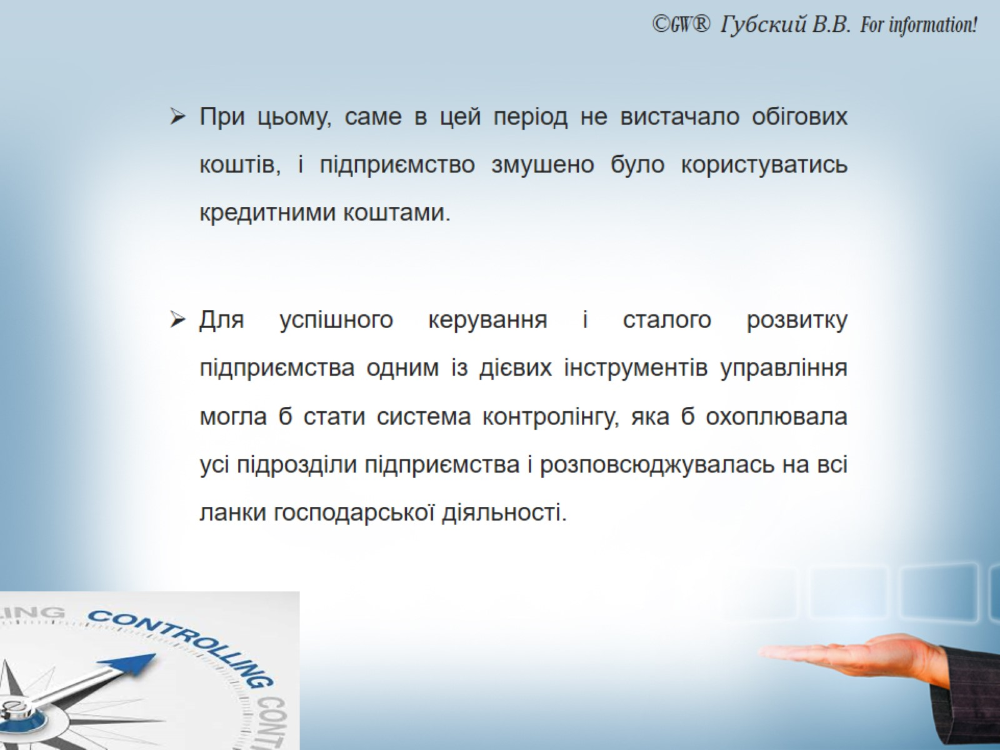 ©GW® Губский В.В. For information!
➢ При цьому, саме в цей період не вистачало обігових
коштів, і підприємство змушено було користуватись
кредитними коштами.
➢ Для успішного керування і сталого розвитку
підприємства одним із дієвих інструментів управління
могла б стати система контролінгу, яка б охоплювала
усі підрозділи підприємства і розповсюджувалась на всі
ланки господарської діяльності.
LING
CONTROLLING
CONT